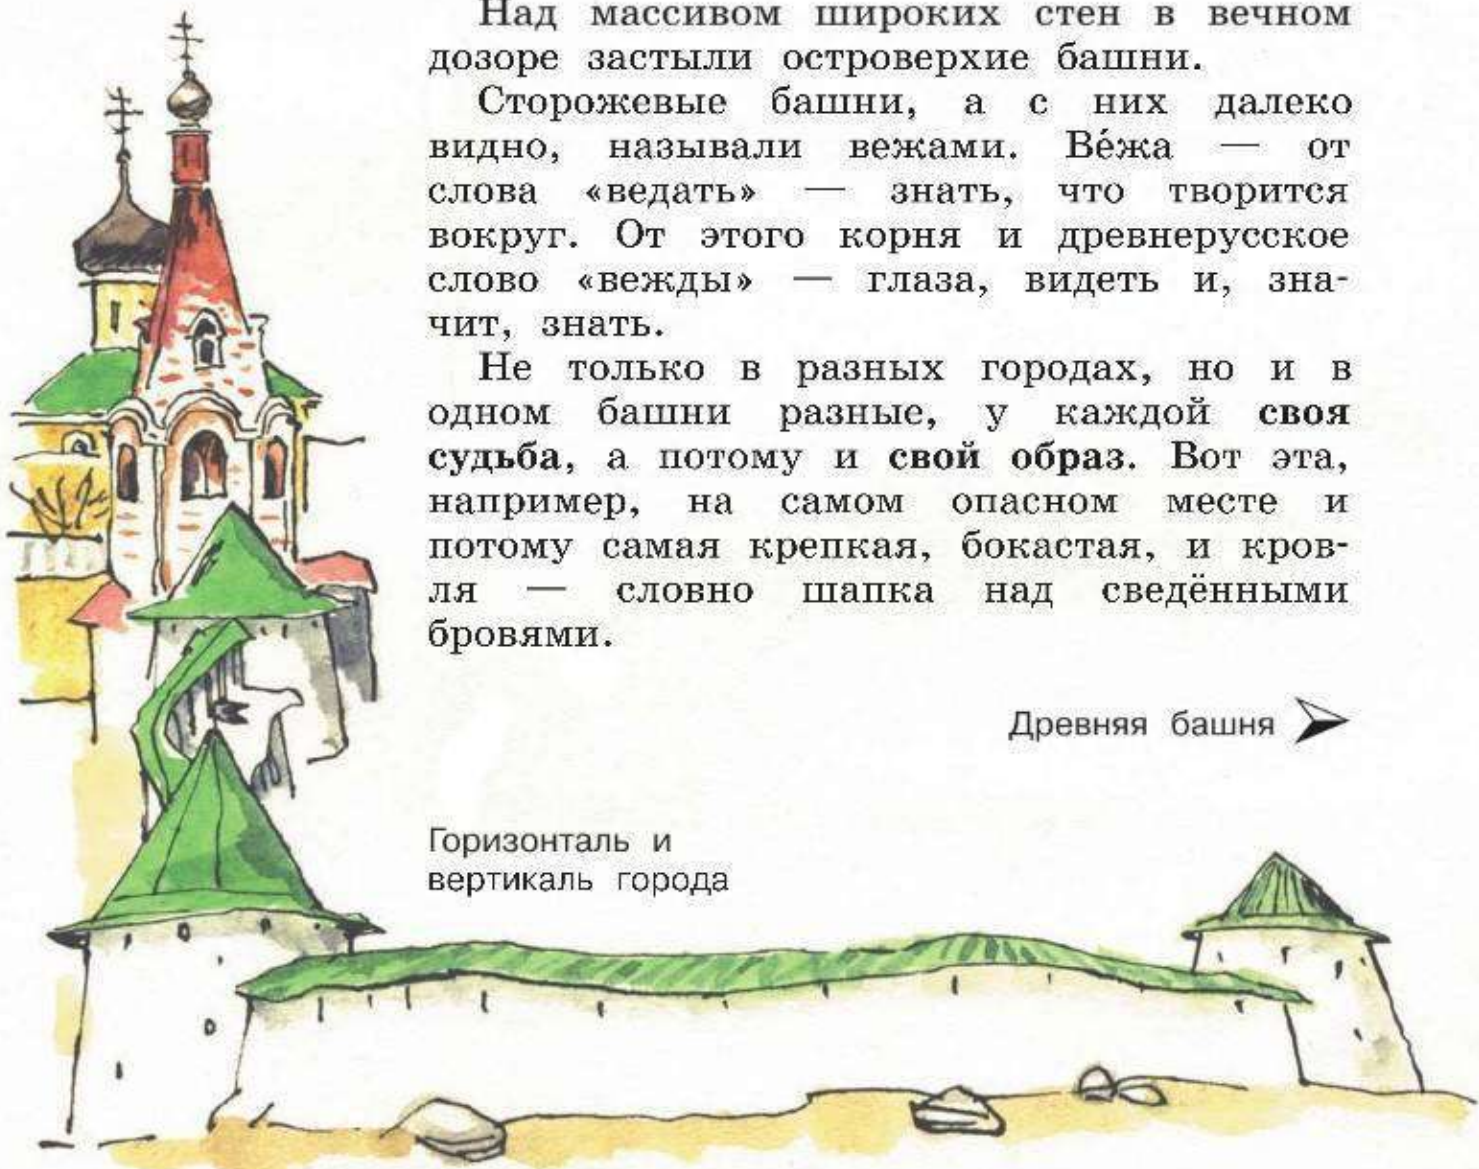 Над массивом широких стен в вечном
дозоре застыли островерхие башни.
Сторожевые башни, а с них далеко
видно, называли вежами. Ве́жа — от
слова «ведать» — знать, что творится
вокруг. От этого корня и древнерусское
слово «вежды» — глаза, видеть и, зна-
чит, знать.
Не только в разных городах, но и в
одном башни разные, у каждой своя
судьба, а потому и свой образ. Вот эта,
например, на самом опасном месте и
потому самая крепкая, бокастая, и кров-
ля — словно шапка над сведёнными
бровями.
Древняя башня
Горизонталь и
вертикаль города